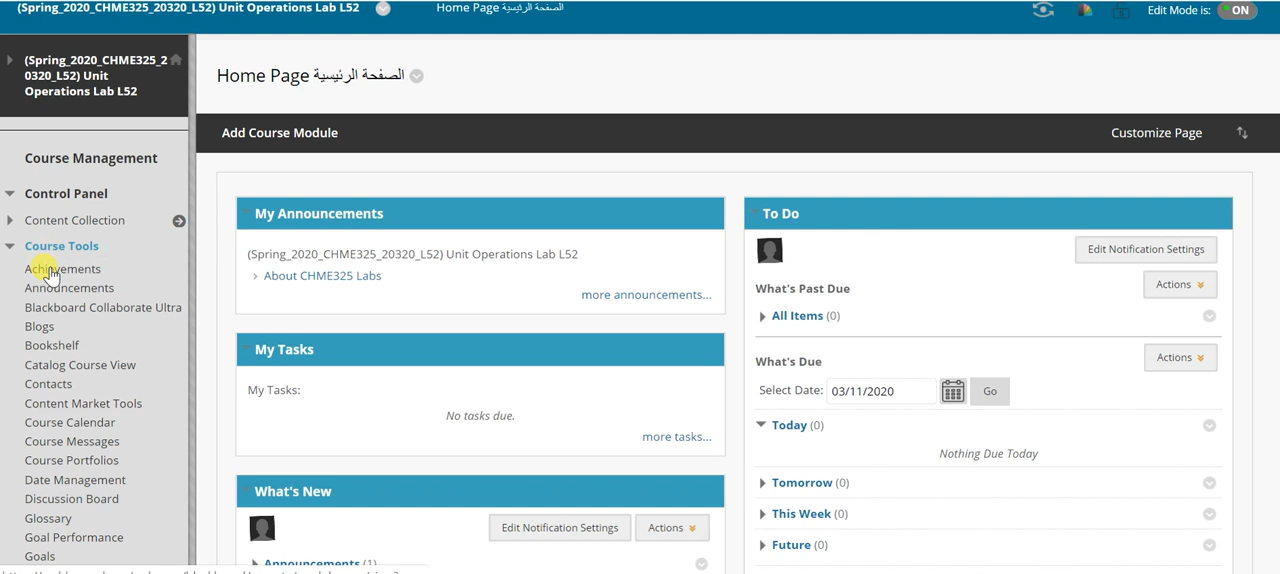 (Spring_2020_CHME325_20320_L52) Unit Operations Lab L52
Home Page الصفحة الرئيسية
Edit Mode is: ON
(Spring_2020_CHME325_2
0320_L52) Unit
Operations Lab L52
Home Page الصفحة الرئيسية
Add Course Module
Customize Page
Course Management
Control Panel
Content Collection
Course Tools
Achievements
Announcements
Blackboard Collaborate Ultra
Blogs
Bookshelf
Catalog Course View
Contacts
Content Market Tools
Course Calendar
Course Messages
Course Portfolios
Date Management
Discussion Board
Glossary
Goal Performance
Goals
My Announcements
(Spring_2020_CHME325_20320_L52) Unit Operations Lab L52
About CHME325 Labs
more announcements...
My Tasks
My Tasks:
No tasks due.
more tasks...
What's New
Edit Notification Settings
Actions
Announcements (1)
To Do
Edit Notification Settings
What's Past Due
Actions
All Items (0)
What's Due
Actions
Select Date: 03/11/2020 Go
Today (0)
Nothing Due Today
Tomorrow (0)
This Week (0)
Future (0)